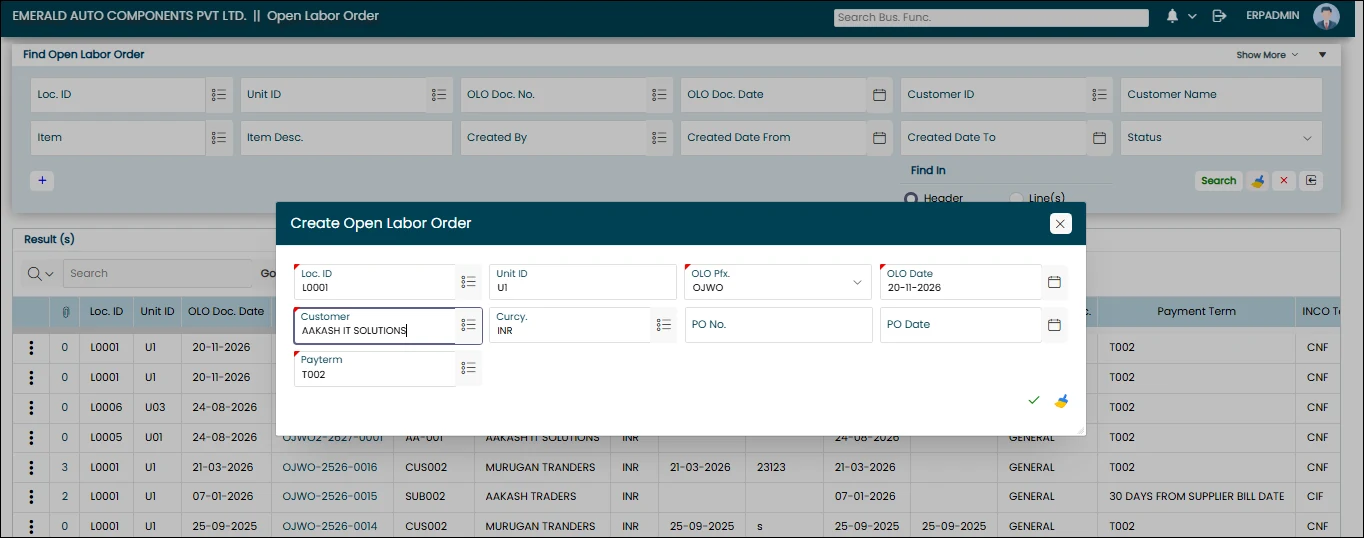 EMERALD AUTO COMPONENTS PVT LTD. || Open Labor Order
Search Bus. Func.
ERPADMIN
Find Open Labor Order
Show More
Loc. ID
Unit ID
OLO Doc. No.
OLO Doc. Date
Customer ID
Customer Name
Item
Item Desc.
Created By
Created Date From
Created Date To
Status
Find In
Header
Line(s)
+
Search
Create Open Labor Order
Loc. ID
L0001
Unit ID
U1
OLO Pfx.
OJWO
OLO Date
20-11-2026
Customer
AAKASH IT SOLUTIONS
Curcy.
INR
PO No.
PO Date
Payterm
T002
Result (s)
Search
Go
Loc. ID Unit ID OLO Doc. Date Payment Term
0 L0001 U1 20-11-2026 T002 CNF
0 L0001 U1 20-11-2026 T002 CNF
0 L0006 U03 24-08-2026 T002 CNF
0 L0005 U01 24-08-2026 OJWO2-2627-0001 AA-001 AAKASH IT SOLUTIONS INR 24-08-2026 GENERAL T002 CNF
3 L0001 U1 21-03-2026 OJWO-2526-0016 CUS002 MURUGAN TRANDERS INR 21-03-2026 23123 21-03-2026 GENERAL T002 CNF
2 L0001 U1 07-01-2026 OJWO-2526-0015 SUB002 AAKASH TRADERS INR 07-01-2026 GENERAL 30 DAYS FROM SUPPLIER BILL DATE CIF
0 L0001 U1 25-09-2025 OJWO-2526-0014 CUS002 MURUGAN TRANDERS INR 25-09-2025 s 25-09-2025 25-09-2025 GENERAL T002 CNF